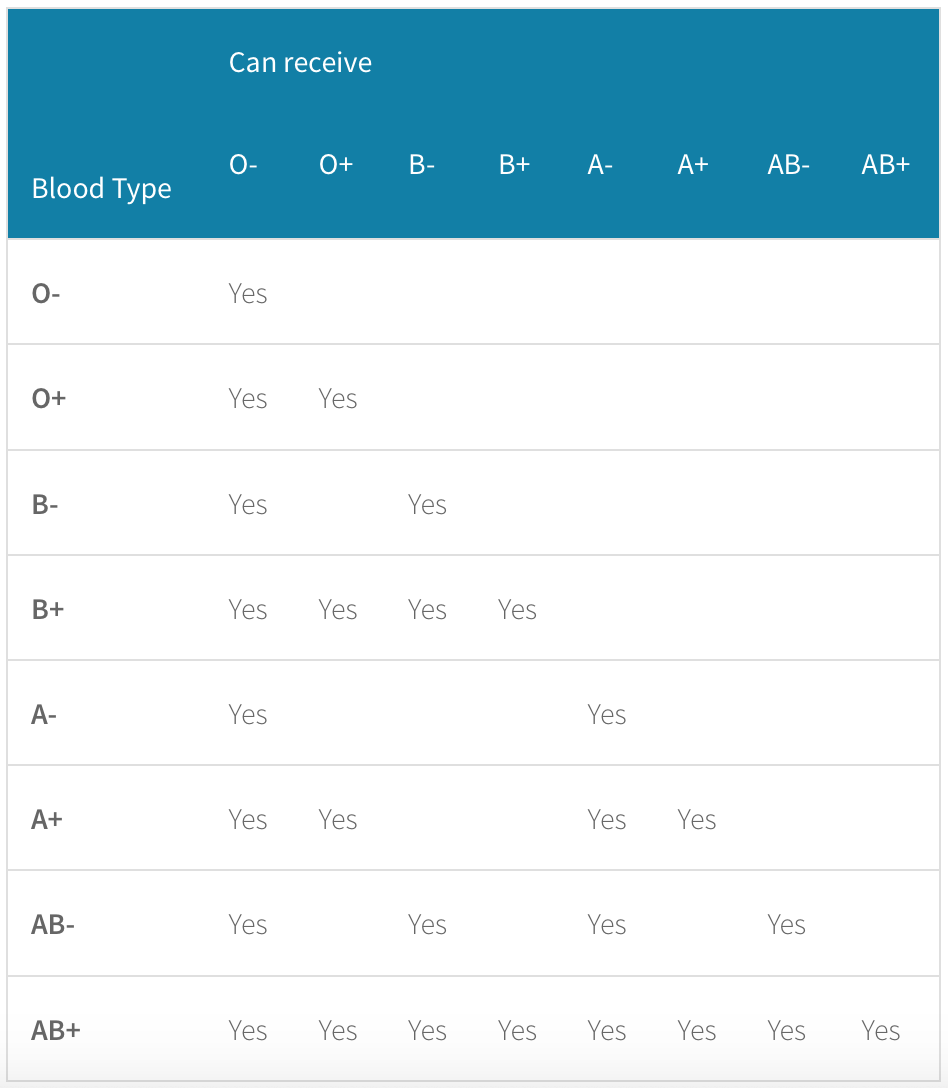 Can receive
Blood Type O- O+ B- B+ A- A+ AB- AB+
O- Yes
O+ Yes Yes
B- Yes Yes
B+ Yes Yes Yes Yes
A- Yes Yes
A+ Yes Yes Yes Yes
AB- Yes Yes Yes Yes
AB+ Yes Yes Yes Yes Yes Yes Yes Yes